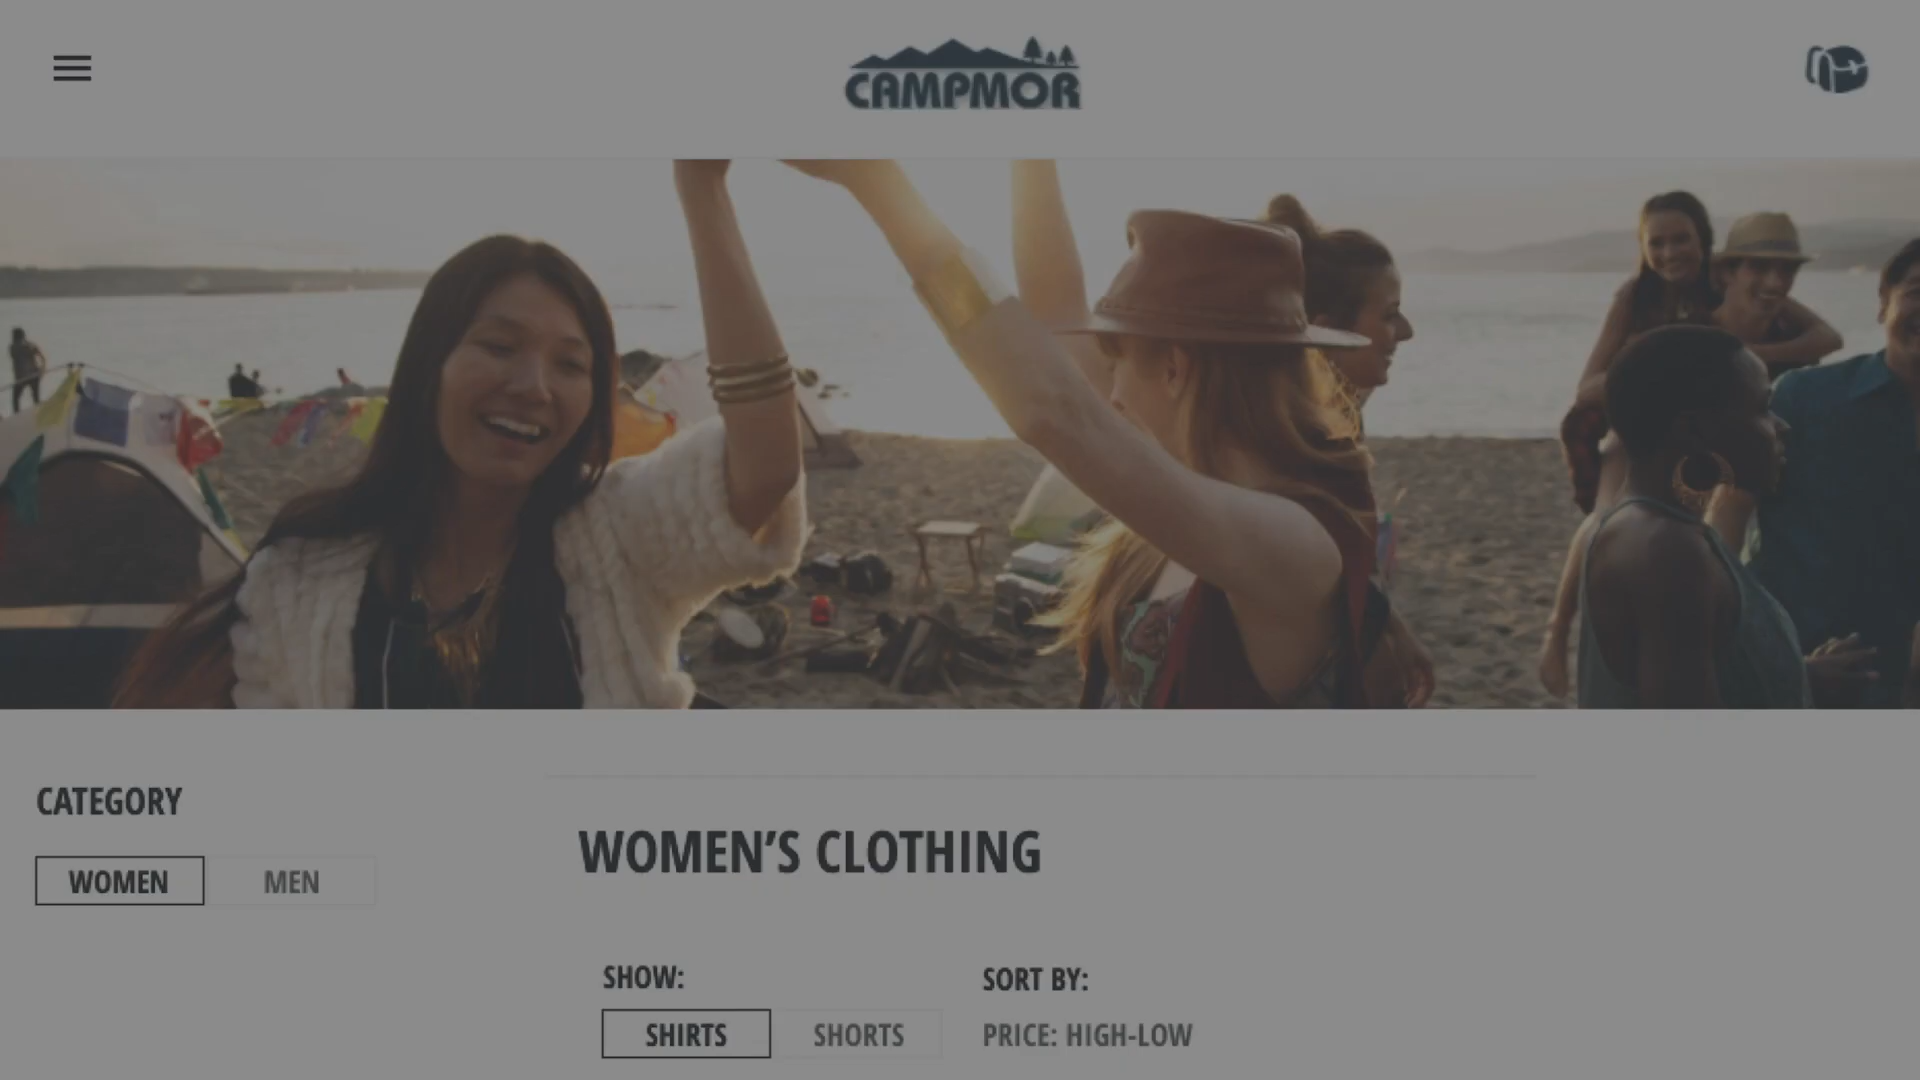 CAMPMOR
CATEGORY
WOMEN MEN
WOMEN'S CLOTHING
SHOW:
SHIRTS SHORTS
SORT BY:
PRICE: HIGH-LOW